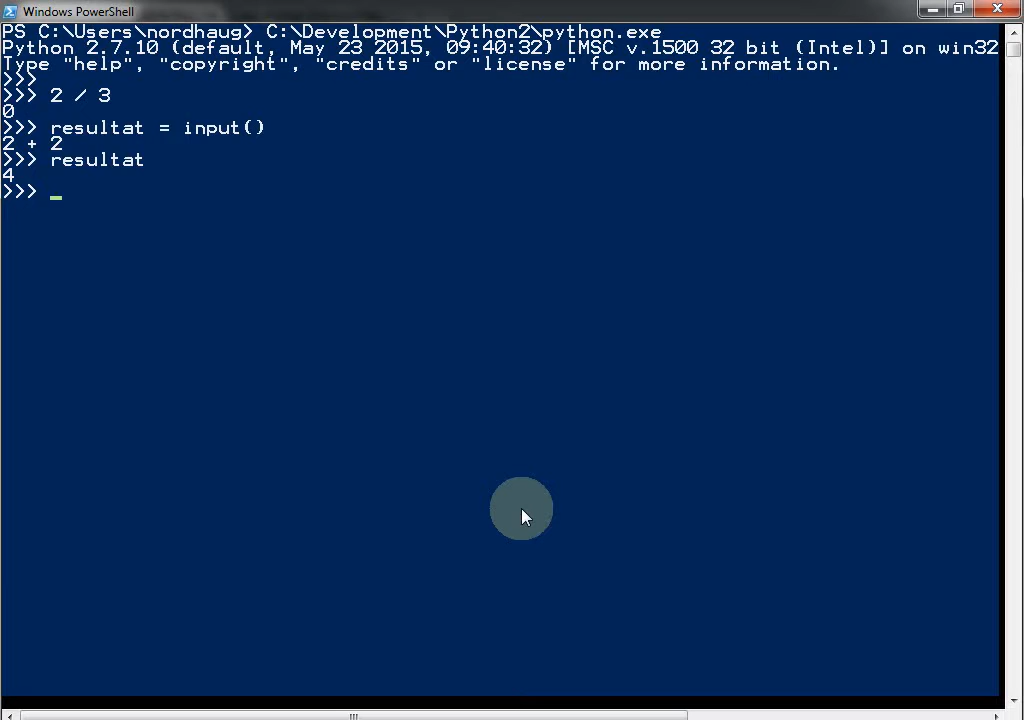 Windows PowerShell
PS C:\Users\nordhaug> C:\Development\Python2\python.exe
Python 2.7.10 (default, May 23 2015, 09:40:32) [MSC v.1500 32 bit (Intel)] on win32
Type "help", "copyright", "credits" or "license" for more information.
>>>
>>> 2 / 3
0
>>> resultat = input()
2 + 2
>>> resultat
4
>>>